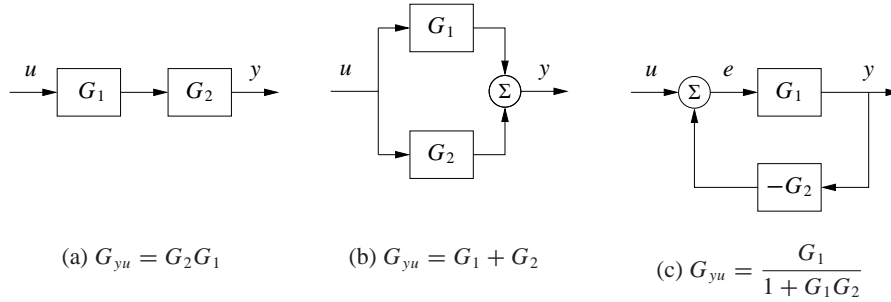 u
G₁
G₂
y
(a) G_yu = G₂G₁
u
G₁
G₂
Σ
y
(b) G_yu = G₁ + G₂
u
Σ
e
G₁
y
−G₂
(c) G_yu = G₁ / (1 + G₁G₂)